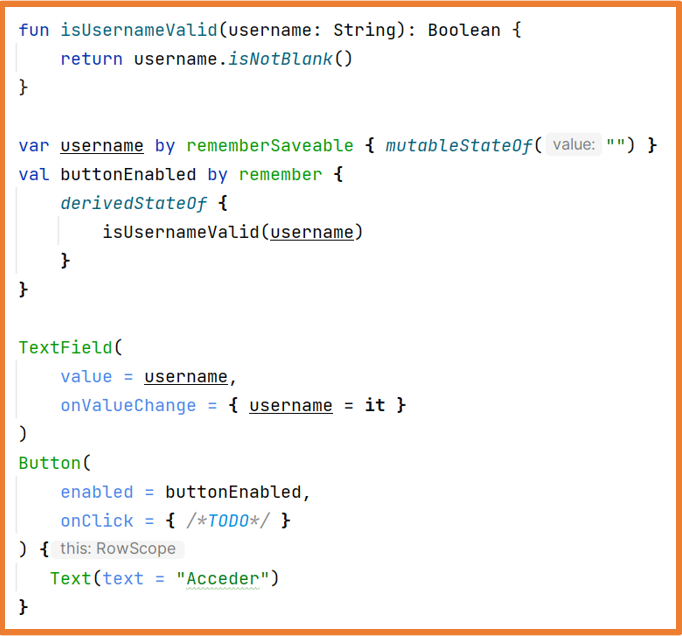 fun isUsernameValid(username: String): Boolean {
    return username.isNotBlank()
}

var username by rememberSaveable { mutableStateOf( value: "") }
val buttonEnabled by remember {
    derivedStateOf {
        isUsernameValid(username)
    }
}

TextField(
    value = username,
    onValueChange = { username = it }
)
Button(
    enabled = buttonEnabled,
    onClick = { /*TODO*/ }
) { this: RowScope
   Text(text = "Acceder")
}